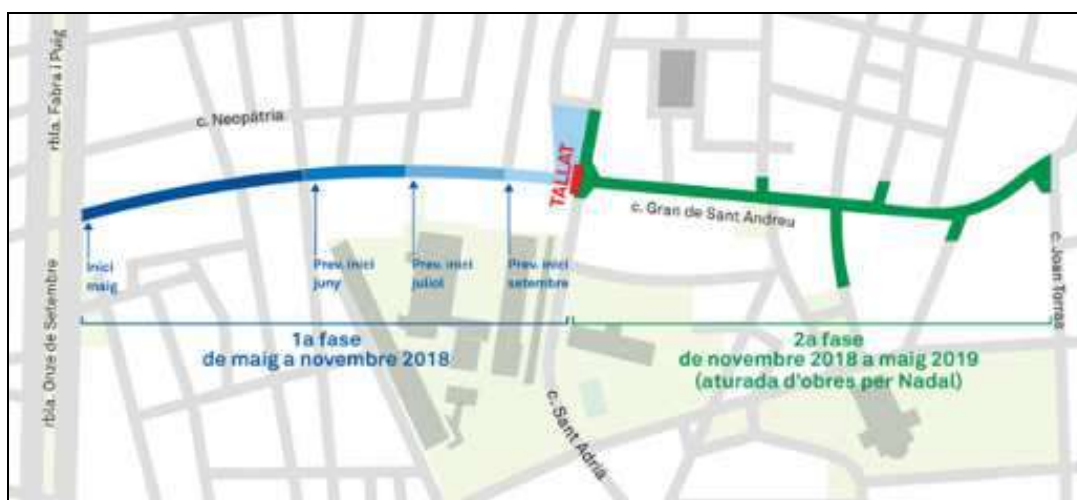 rbla. Fabra i Puig
c. Neopàtria
TALLAT
c. Gran de Sant Andreu
c. Joan Torras
Inici
maig
Prev. inici
juny
Prev. inici
juliol
Prev. inici
setembre
rbla. Onze de Setembre
1a fase
de maig a novembre 2018
2a fase
de novembre 2018 a maig 2019
(aturada d'obres per Nadal)
c. Sant Adrià